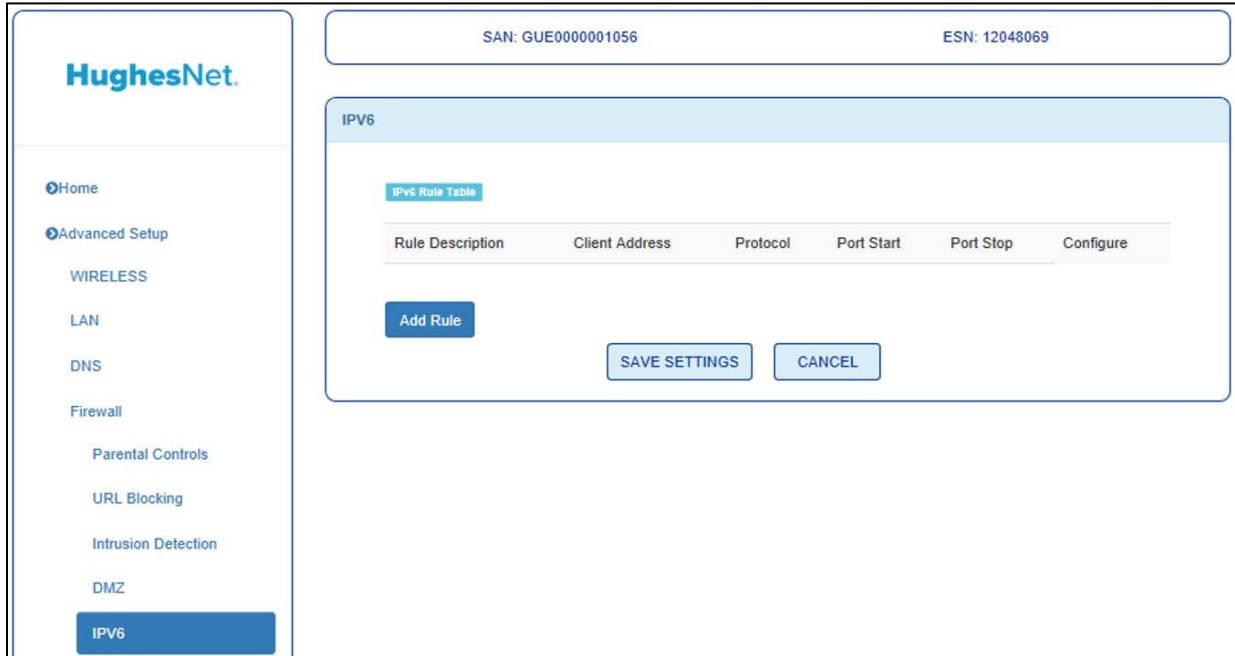 HughesNet.
Home
Advanced Setup
WIRELESS
LAN
DNS
Firewall
Parental Controls
URL Blocking
Intrusion Detection
DMZ
IPV6
SAN: GUE0000001056 ESN: 12048069
IPV6
IPv6 Rule Table
Rule Description Client Address Protocol Port Start Port Stop Configure
Add Rule
SAVE SETTINGS CANCEL